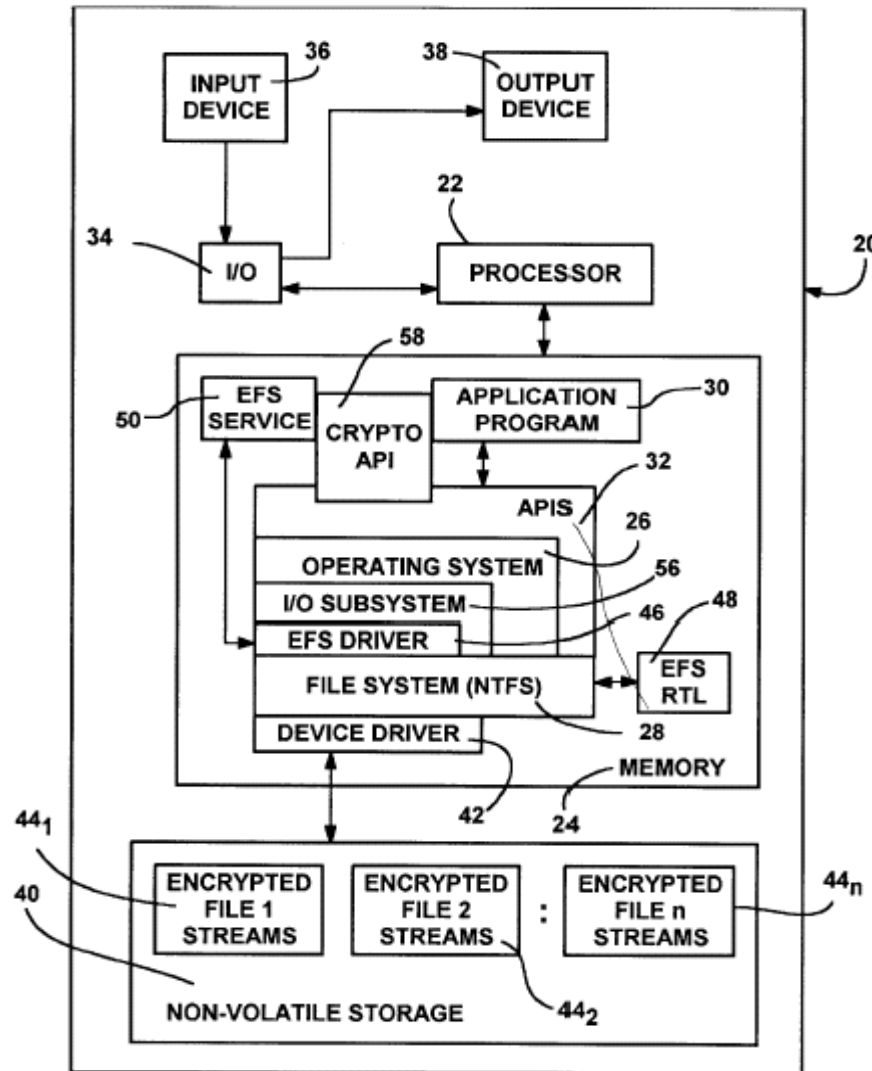 36
INPUT
DEVICE
38
OUTPUT
DEVICE
22
34
I/O
PROCESSOR
20
58
50
EFS
SERVICE
CRYPTO
API
APPLICATION
PROGRAM
30
32
APIS
26
OPERATING SYSTEM
56
I/O SUBSYSTEM
46
48
EFS DRIVER
EFS
RTL
FILE SYSTEM (NTFS)
28
DEVICE DRIVER
MEMORY
42
24
44₁
40
ENCRYPTED
FILE 1
STREAMS
ENCRYPTED
FILE 2
STREAMS
:
ENCRYPTED
FILE n
STREAMS
44ₙ
44₂
NON-VOLATILE STORAGE